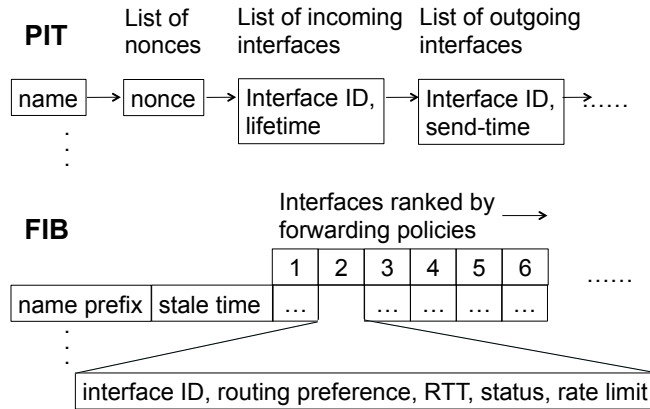 PIT
List of
nonces
List of incoming
interfaces
List of outgoing
interfaces
name
nonce
Interface ID,
lifetime
Interface ID,
send-time
......
FIB
Interfaces ranked by
forwarding policies
1 2 3 4 5 6
......
name prefix stale time ... ... ... ... ...
interface ID, routing preference, RTT, status, rate limit